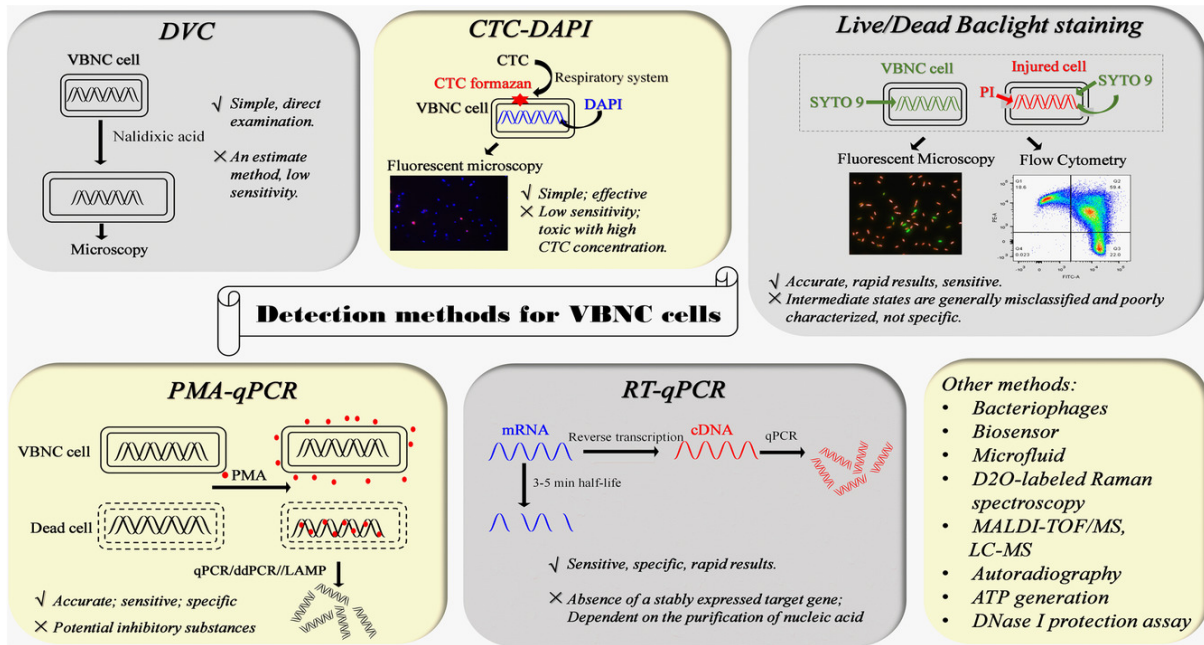 DVC
VBNC cell
Nalidixic acid
Microscopy
√ Simple, direct
examination.
× An estimate
method, low
sensitivity.
CTC-DAPI
CTC
Respiratory system
CTC formazan
VBNC cell
DAPI
Fluorescent microscopy
√ Simple; effective
× Low sensitivity;
toxic with high
CTC concentration.
Live/Dead Baclight staining
VBNC cell
SYTO 9
Injured cell
PI
SYTO 9
Fluorescent Microscopy
Flow Cytometry
Q1
Q2
Q3
FITC-A
√ Accurate, rapid results, sensitive.
× Intermediate states are generally misclassified and poorly
characterized, not specific.
Detection methods for VBNC cells
PMA-qPCR
VBNC cell
PMA
Dead cell
qPCR/ddPCR//LAMP
√ Accurate; sensitive; specific
× Potential inhibitory substances
RT-qPCR
mRNA
Reverse transcription
cDNA
qPCR
3-5 min half-life
√ Sensitive, specific, rapid results.
× Absence of a stably expressed target gene;
Dependent on the purification of nucleic acid
Other methods:
• Bacteriophages
• Biosensor
• Microfluid
• D2O-labeled Raman
spectroscopy
• MALDI-TOF/MS,
LC-MS
• Autoradiography
• ATP generation
• DNase I protection assay